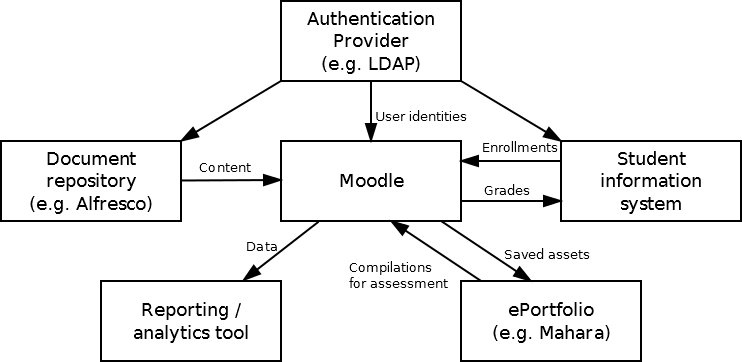 Authentication
Provider
(e.g. LDAP)
User identities
Document
repository
(e.g. Alfresco)
Content
Moodle
Enrollments
Grades
Student
information
system
Data
Compilations
for assessment
Saved assets
Reporting /
analytics tool
ePortfolio
(e.g. Mahara)